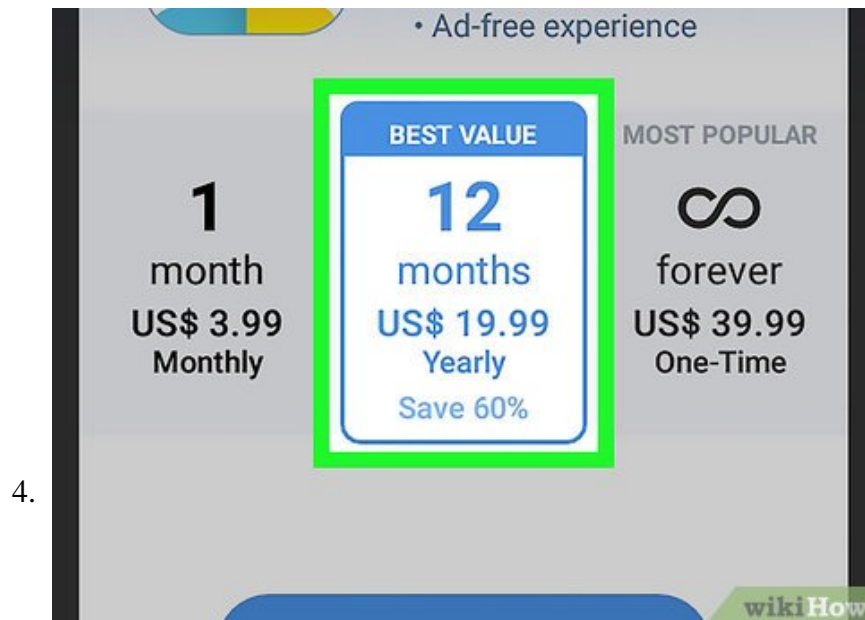 • Ad-free experience
BEST VALUE
MOST POPULAR
1
12
∞
month
months
forever
US$ 3.99
US$ 19.99
US$ 39.99
Monthly
Yearly
One-Time
Save 60%
4.
wikiHow